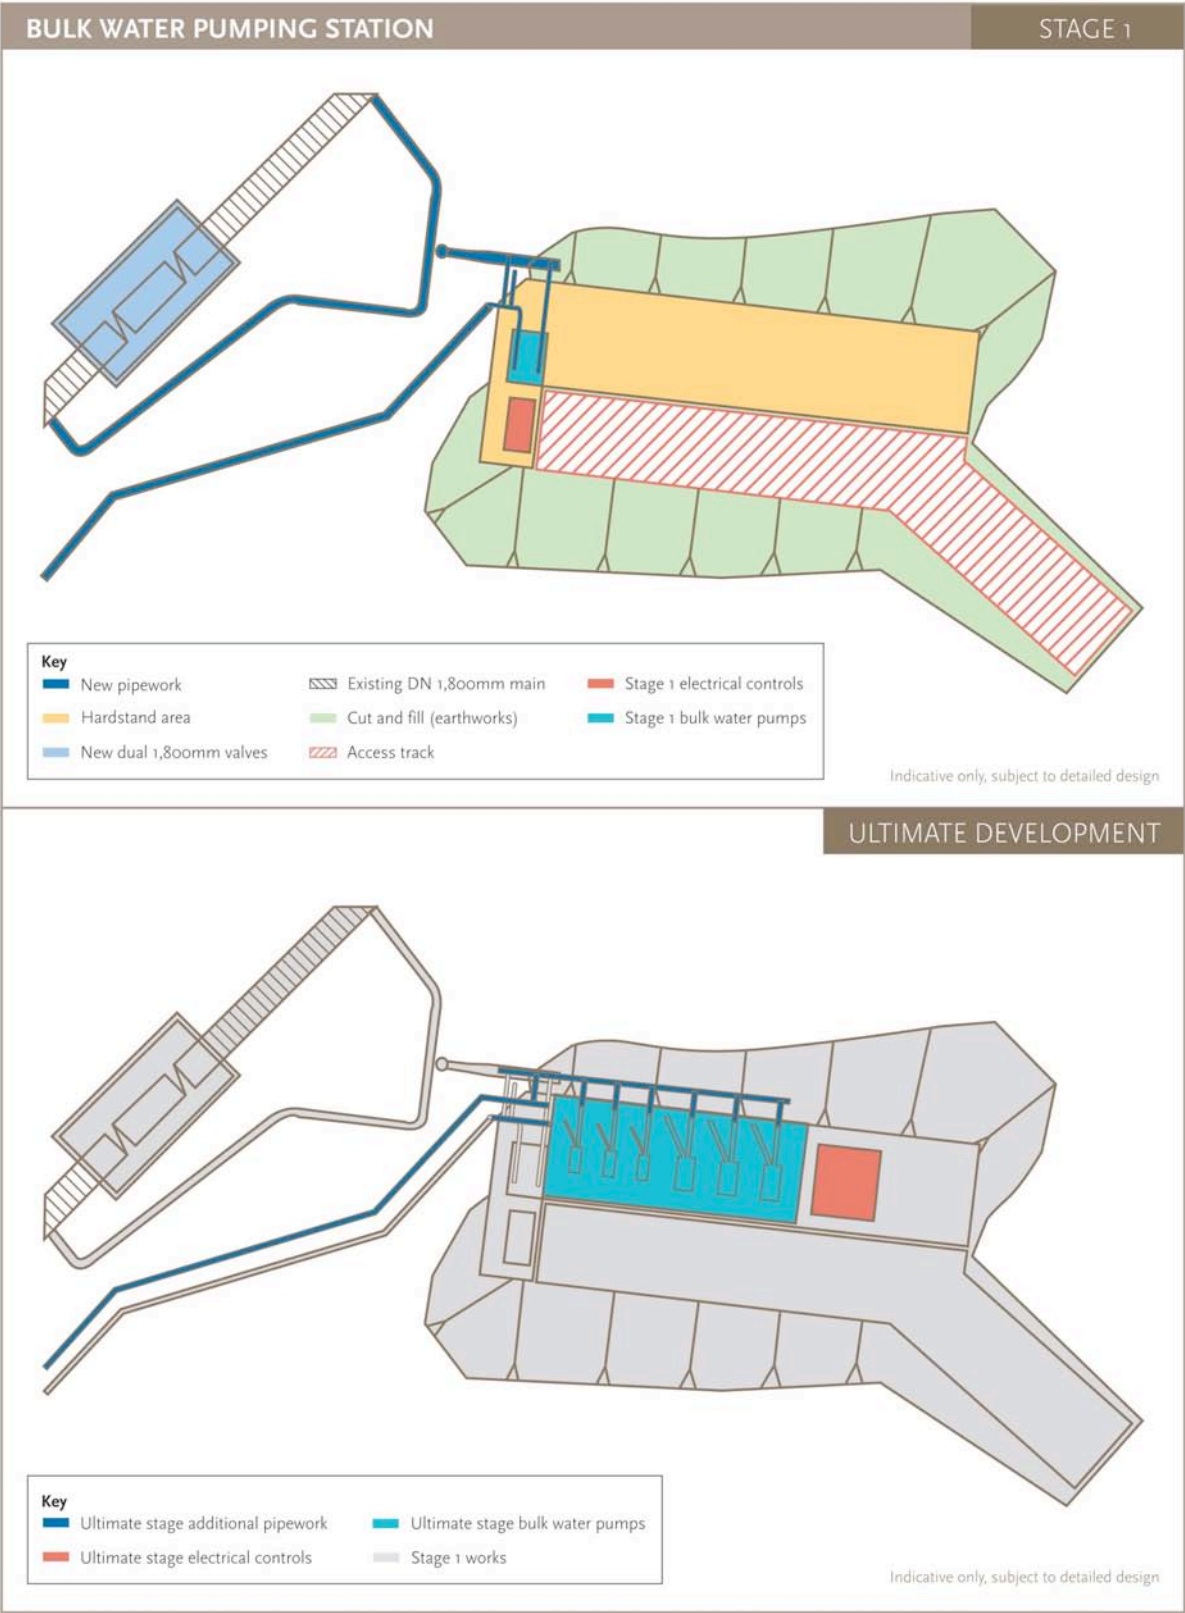 BULK WATER PUMPING STATION
STAGE 1
Key
New pipework
Existing DN 1,800mm main
Stage 1 electrical controls
Hardstand area
Cut and fill (earthworks)
Stage 1 bulk water pumps
New dual 1,800mm valves
Access track
Indicative only, subject to detailed design
ULTIMATE DEVELOPMENT
Key
Ultimate stage additional pipework
Ultimate stage bulk water pumps
Ultimate stage electrical controls
Stage 1 works
Indicative only, subject to detailed design